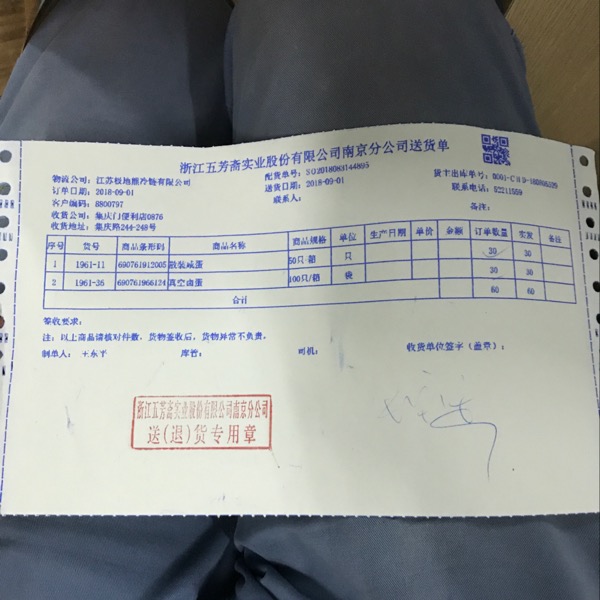 浙江五芳斋实业股份有限公司南京分公司送货单
物流公司：江苏极地熊冷链有限公司 配货单号：SO2018083144895 货主出库单号：
订单日期：2018-09-01 送货日期：2018-09-01 联系电话：52211559
客户编码：8800797 联系人： 备注：
收货公司：集庆门便利店0876
收货地址：集庆路244-248号
序号 货号 商品条形码 商品名称 商品规格 单位 生产日期 单价 金额 订单数量 实发 备注
1 1961-11 690761912005 散装咸蛋 50只/箱 只 30 30
2 1961-36 690761966124 真空卤蛋 100只/箱 袋 30 30
合计 60 60
签收要求：
注：以上商品请核对件数，货物签收后，货物异常不负责。
制单人： 库管： 司机： 收货单位签字（盖章）：
浙江五芳斋实业股份有限公司南京分公司
送(退)货专用章